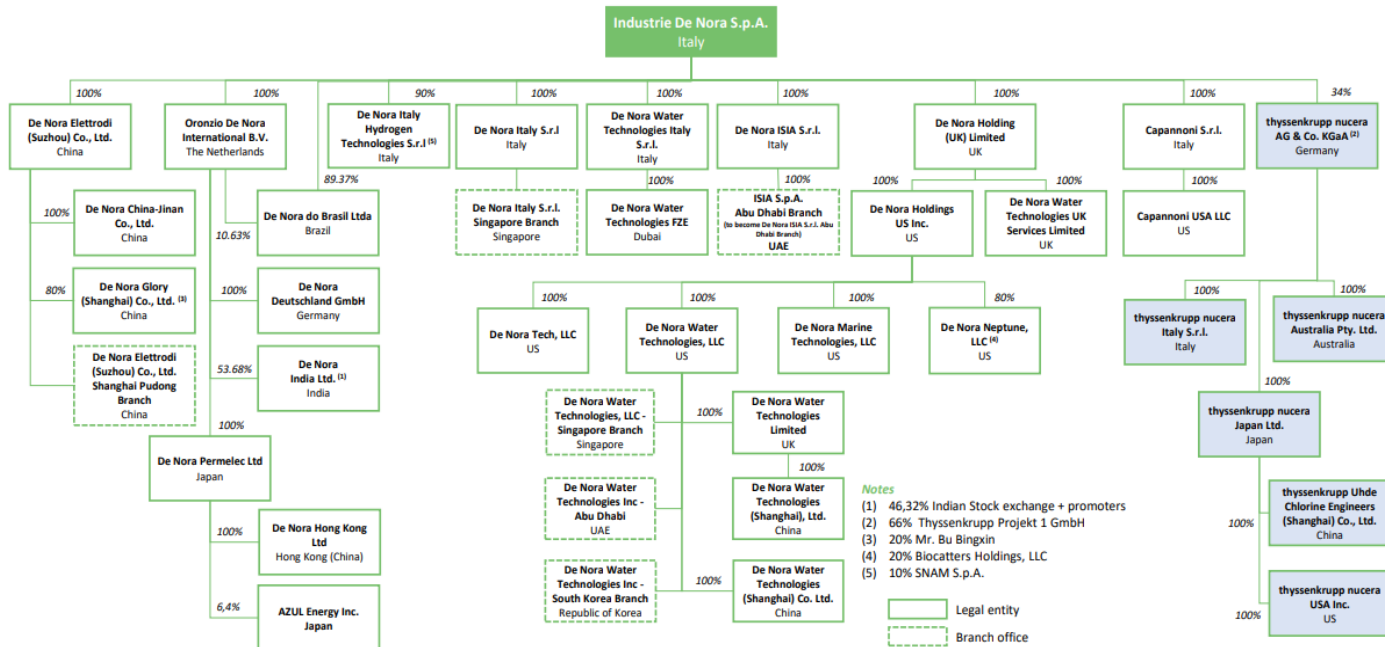 Industrie De Nora S.p.A.
Italy
100%
100%
90%
100%
100%
100%
100%
100%
34%
De Nora Elettrodi
(Suzhou) Co., Ltd.
China
Oronzio De Nora
International B.V.
The Netherlands
De Nora Italy
Hydrogen
Technologies S.r.l (5)
Italy
De Nora Italy S.r.l
Italy
De Nora Water
Technologies Italy
S.r.l.
Italy
De Nora ISIA S.r.l.
Italy
De Nora Holding
(UK) Limited
UK
Capannoni S.r.l.
Italy
thyssenkrupp nucera
AG & Co. KGaA (2)
Germany
89.37%
100%
100%
100%
100%
100%
100%
De Nora China-Jinan
Co., Ltd.
China
10.63%
De Nora do Brasil Ltda
Brazil
De Nora Italy S.r.l.
Singapore Branch
Singapore
De Nora Water
Technologies FZE
Dubai
ISIA S.p.A.
Abu Dhabi Branch
(to become De Nora ISIA S.r.l. Abu
Dhabi Branch)
UAE
De Nora Holdings
US Inc.
US
De Nora Water
Technologies UK
Services Limited
UK
Capannoni USA LLC
US
80%
De Nora Glory
(Shanghai) Co., Ltd. (3)
China
100%
De Nora
Deutschland GmbH
Germany
100%
100%
100%
80%
100%
100%
De Nora Tech, LLC
US
De Nora Water
Technologies, LLC
US
De Nora Marine
Technologies, LLC
US
De Nora Neptune,
LLC (4)
US
thyssenkrupp nucera
Italy S.r.l.
Italy
thyssenkrupp nucera
Australia Pty. Ltd.
Australia
De Nora Elettrodi
(Suzhou) Co., Ltd.
Shanghai Pudong
Branch
China
53.68%
De Nora
India Ltd. (1)
India
100%
De Nora Water
Technologies, LLC -
Singapore Branch
Singapore
100%
De Nora Water
Technologies
Limited
UK
thyssenkrupp nucera
Japan Ltd.
Japan
100%
De Nora Permelec Ltd
Japan
100%
De Nora Water
Technologies Inc -
Abu Dhabi
UAE
De Nora Water
Technologies
(Shanghai), Ltd.
China
100%
thyssenkrupp Uhde
Chlorine Engineers
(Shanghai) Co., Ltd.
China
100%
De Nora Hong Kong
Ltd
Hong Kong (China)
De Nora Water
Technologies Inc -
South Korea Branch
Republic of Korea
100%
De Nora Water
Technologies
(Shanghai) Co. Ltd.
China
100%
thyssenkrupp nucera
USA Inc.
US
6,4%
AZUL Energy Inc.
Japan
Notes
(1) 46,32% Indian Stock exchange + promoters
(2) 66% Thyssenkrupp Projekt 1 GmbH
(3) 20% Mr. Bu Bingxin
(4) 20% Biocatters Holdings, LLC
(5) 10% SNAM S.p.A.
Legal entity
Branch office